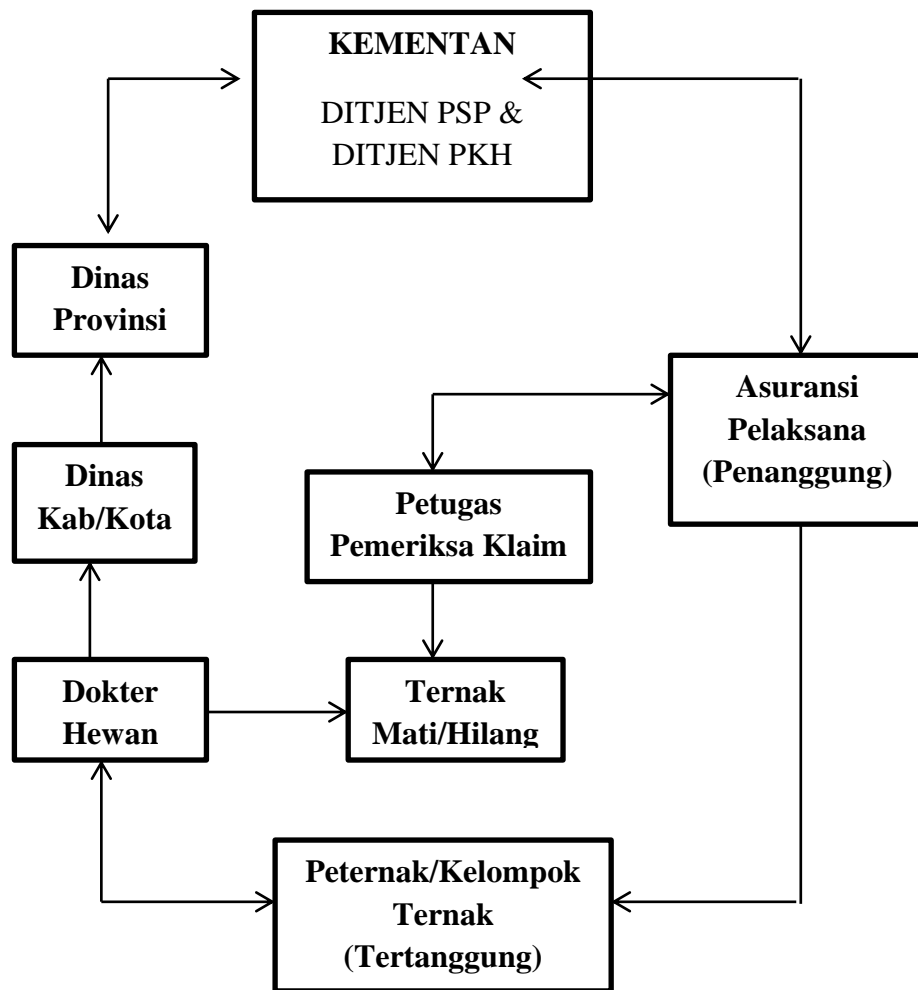 KEMENTAN
DITJEN PSP &
DITJEN PKH
Dinas
Provinsi
Asuransi
Pelaksana
(Penanggung)
Dinas
Kab/Kota
Petugas
Pemeriksa Klaim
Dokter
Hewan
Ternak
Mati/Hilang
Peternak/Kelompok
Ternak
(Tertanggung)